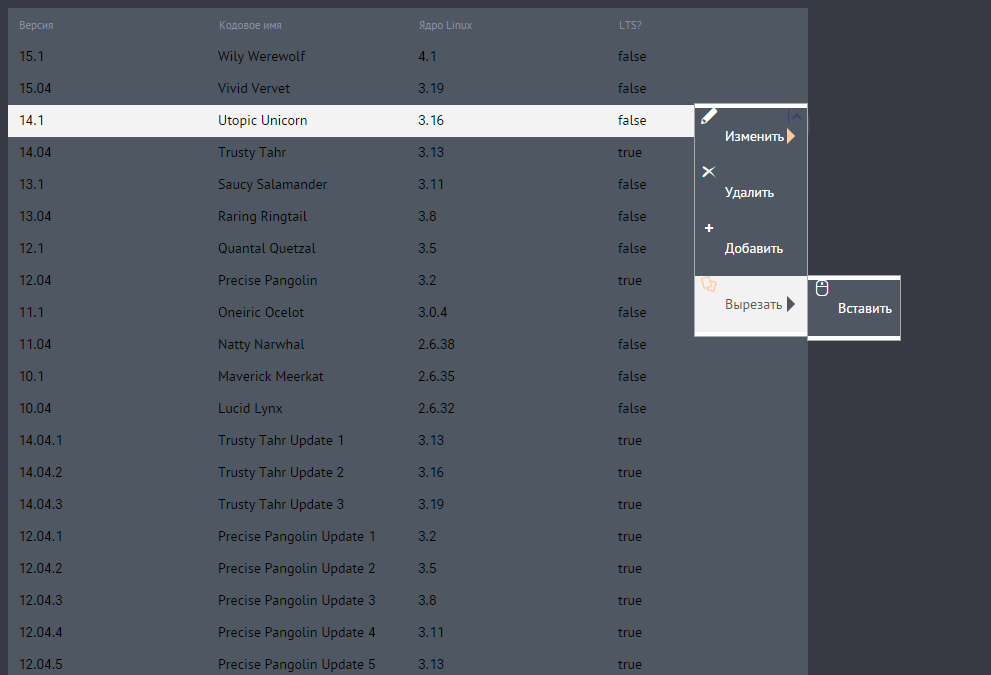 Версия Кодовое имя Ядро Linux LTS?
15.1 Wily Werewolf 4.1 false
15.04 Vivid Vervet 3.19 false
14.1 Utopic Unicorn 3.16 false
Изменить
14.04 Trusty Tahr 3.13 true
13.1 Saucy Salamander 3.11 false
Удалить
13.04 Raring Ringtail 3.8 false
12.1 Quantal Quetzal 3.5 false
Добавить
12.04 Precise Pangolin 3.2 true
Вырезать
Вставить
11.1 Oneiric Ocelot 3.0.4 false
11.04 Natty Narwhal 2.6.38 false
10.1 Maverick Meerkat 2.6.35 false
10.04 Lucid Lynx 2.6.32 false
14.04.1 Trusty Tahr Update 1 3.13 true
14.04.2 Trusty Tahr Update 2 3.16 true
14.04.3 Trusty Tahr Update 3 3.19 true
12.04.1 Precise Pangolin Update 1 3.2 true
12.04.2 Precise Pangolin Update 2 3.5 true
12.04.3 Precise Pangolin Update 3 3.8 true
12.04.4 Precise Pangolin Update 4 3.11 true
12.04.5 Precise Pangolin Update 5 3.13 true